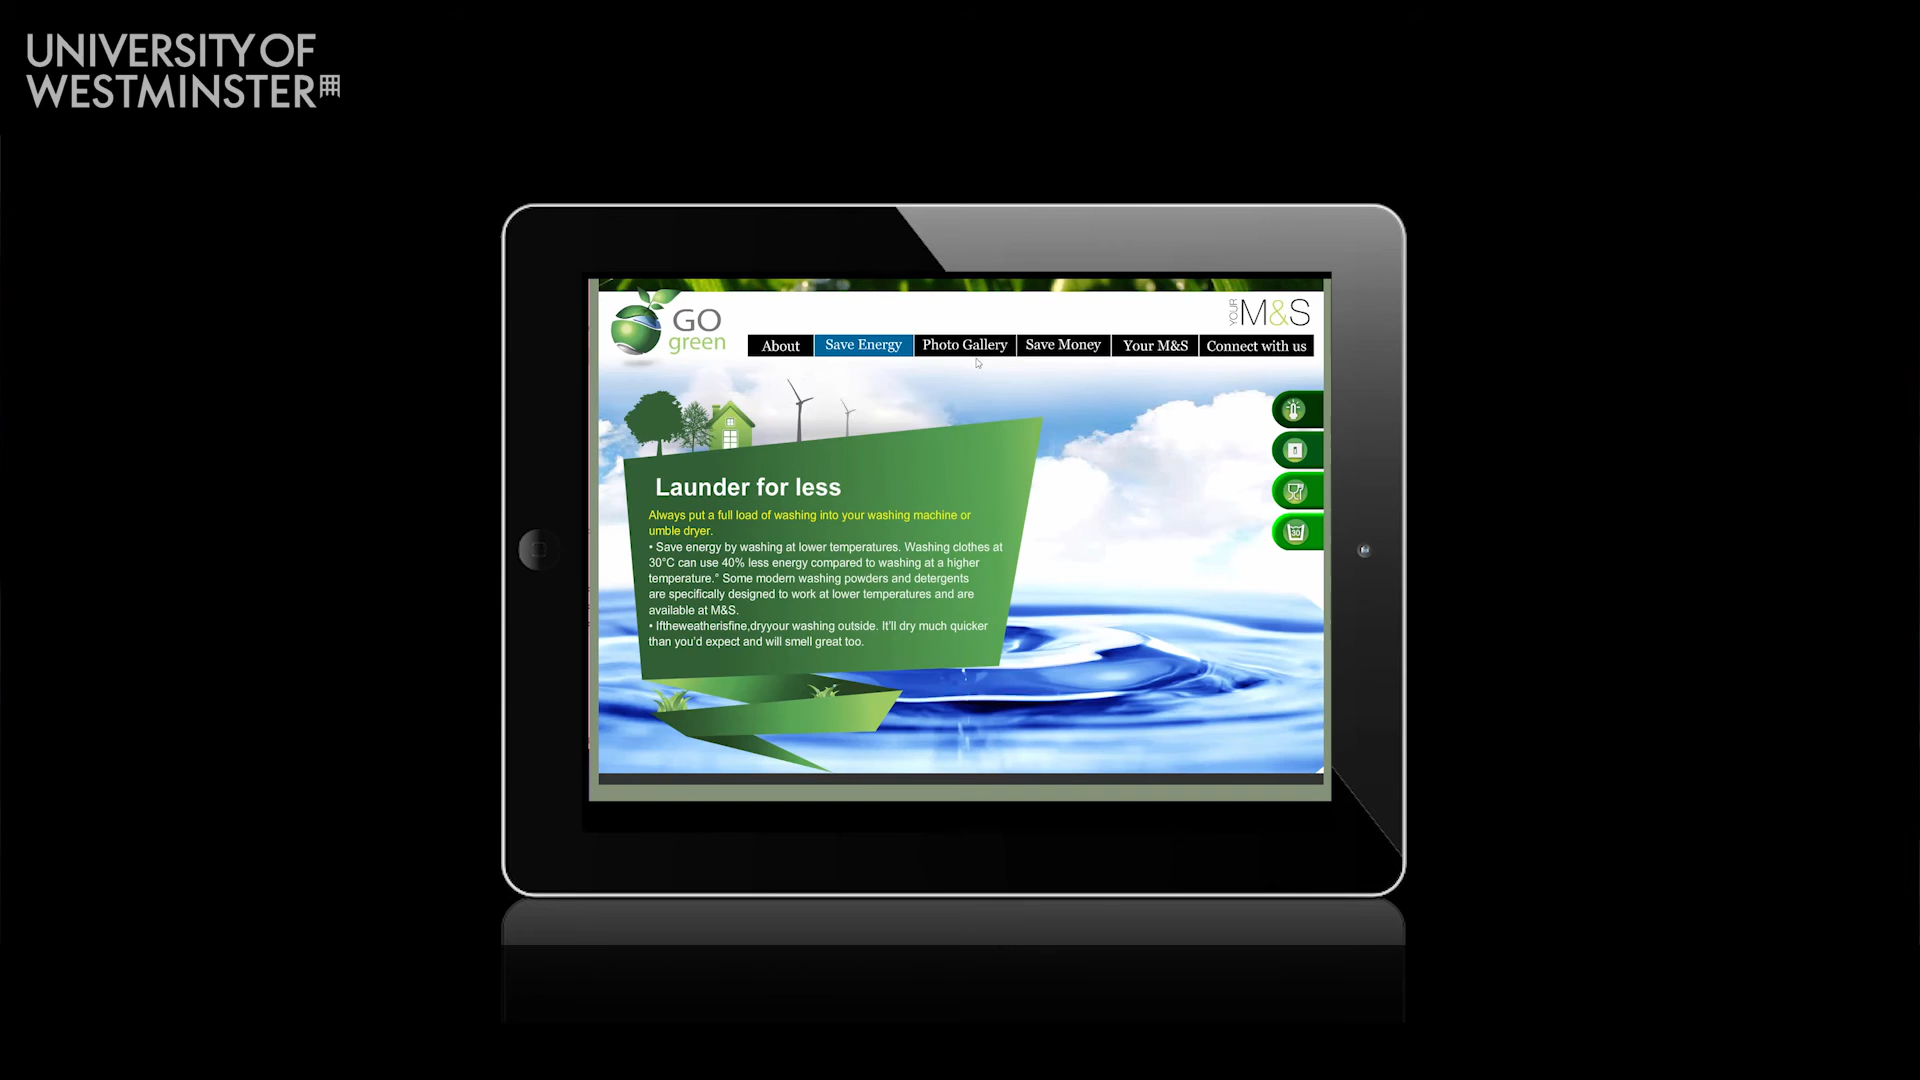 UNIVERSITY OF
WESTMINSTER
GO
green
YOUR M&S
About
Save Energy
Photo Gallery
Save Money
Your M&S
Connect with us
Launder for less
Always put a full load of washing into your washing machine or
umble dryer.
• Save energy by washing at lower temperatures. Washing clothes at
30°C can use 40% less energy compared to washing at a higher
temperature.° Some modern washing powders and detergents
are specifically designed to work at lower temperatures and are
available at M&S.
• Iftheweatherisfine,dryyour washing outside. It'll dry much quicker
than you'd expect and will smell great too.
30